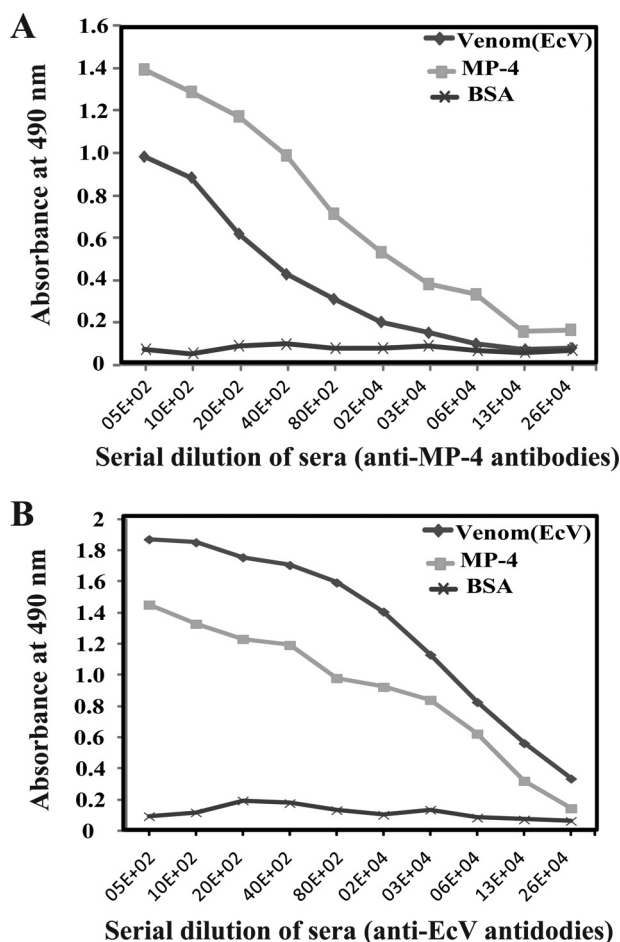 A
1.6
1.4
1.2
1.0
0.8
0.6
0.4
0.2
0
Absorbance at 490 nm
Venom(EcV)
MP-4
BSA
05E+02
10E+02
20E+02
40E+02
80E+02
02E+04
03E+04
06E+04
13E+04
26E+04
Serial dilution of sera (anti-MP-4 antibodies)
B
2
1.8
1.6
1.4
1.2
1.0
0.8
0.6
0.4
0.2
0
Absorbance at 490 nm
Venom(EcV)
MP-4
BSA
05E+02
10E+02
20E+02
40E+02
80E+02
02E+04
03E+04
06E+04
13E+04
26E+04
Serial dilution of sera (anti-EcV antidodies)